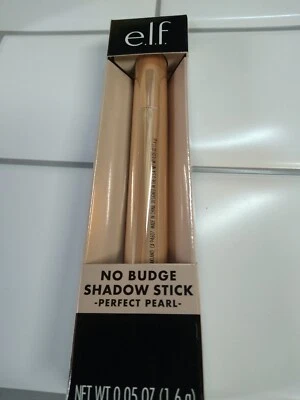 e.l.f
NO BUDGE
SHADOW STICK
-PERFECT PEARL-
NET WT 0.05 OZ (1.6 g)